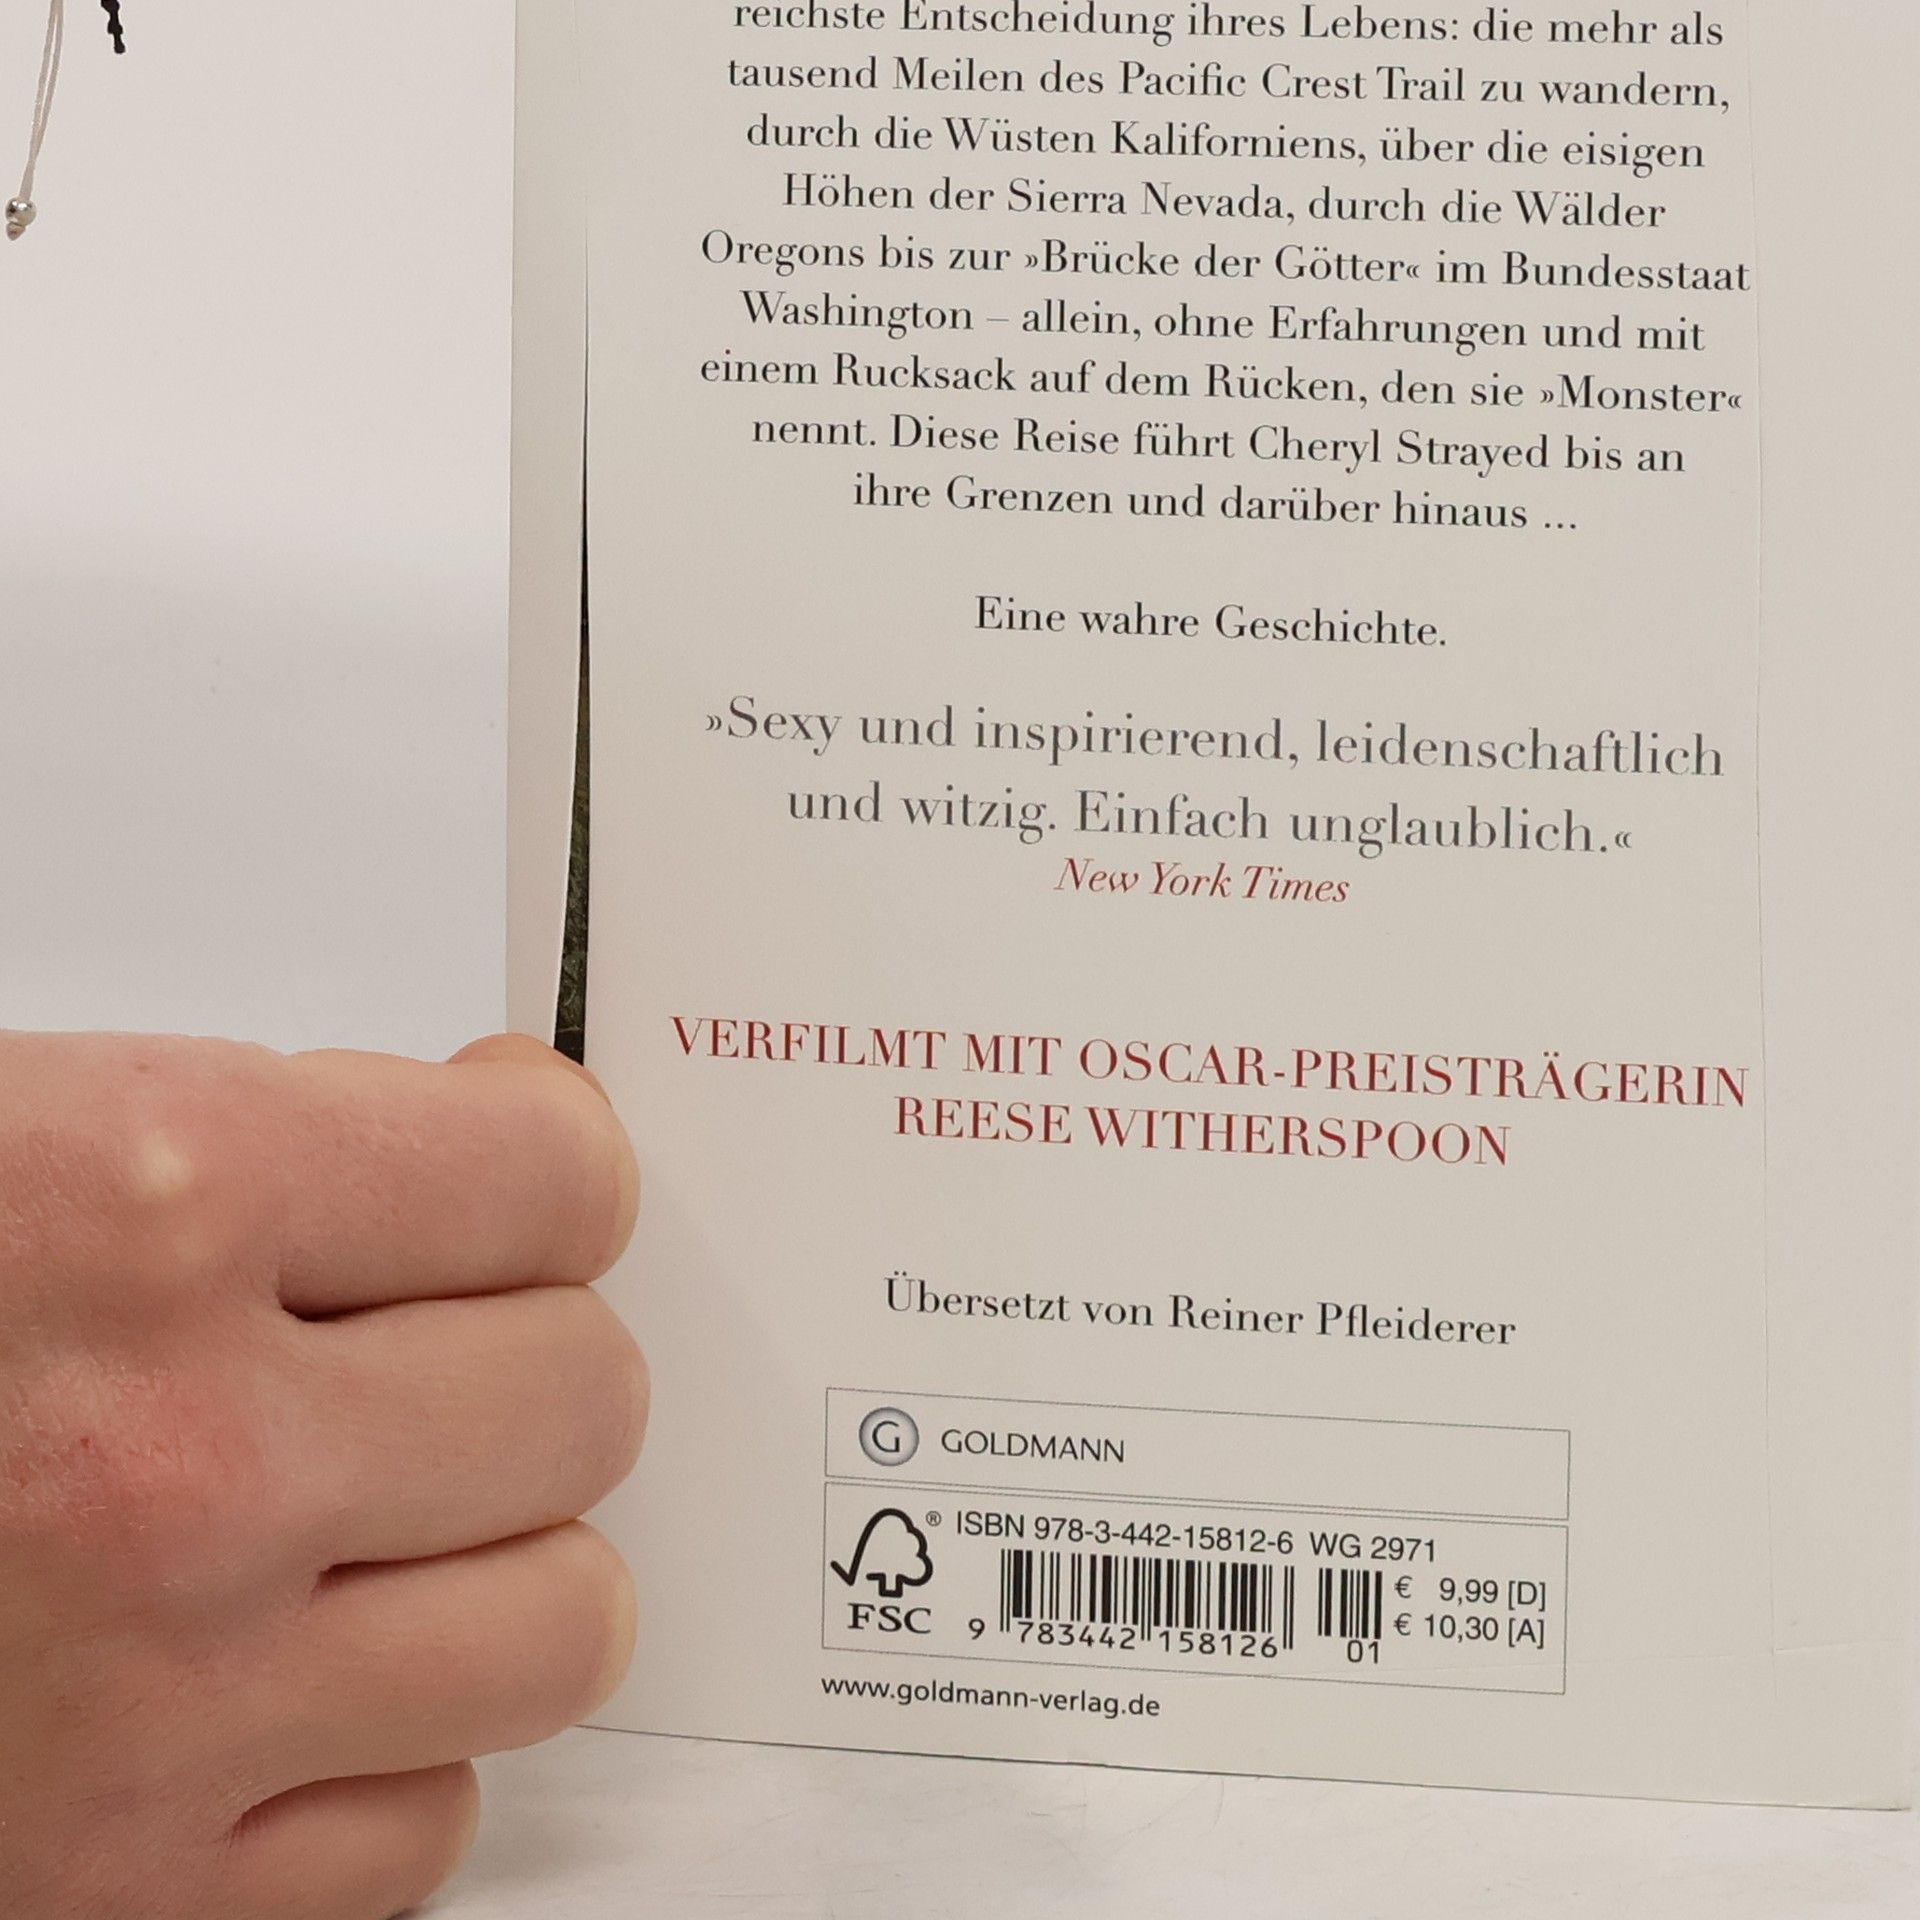 reichste Entscheidung ihres Lebens: die mehr als
tausend Meilen des Pacific Crest Trail zu wandern,
durch die Wüsten Kaliforniens, über die eisigen
Höhen der Sierra Nevada, durch die Wälder
Oregons bis zur »Brücke der Götter« im Bundesstaat
Washington – allein, ohne Erfahrungen und mit
einem Rucksack auf dem Rücken, den sie »Monster«
nennt. Diese Reise führt Cheryl Strayed bis an
ihre Grenzen und darüber hinaus ...
Eine wahre Geschichte.
»Sexy und inspirierend, leidenschaftlich
und witzig. Einfach unglaublich.«
New York Times
VERFILMT MIT OSCAR-PREISTRÄGERIN
REESE WITHERSPOON
Übersetzt von Reiner Pfleiderer
G GOLDMANN
® ISBN 978-3-442-15812-6 WG 2971
€ 9,99 [D]
€ 10,30 [A]
FSC
9 783442 158126 01
www.goldmann-verlag.de